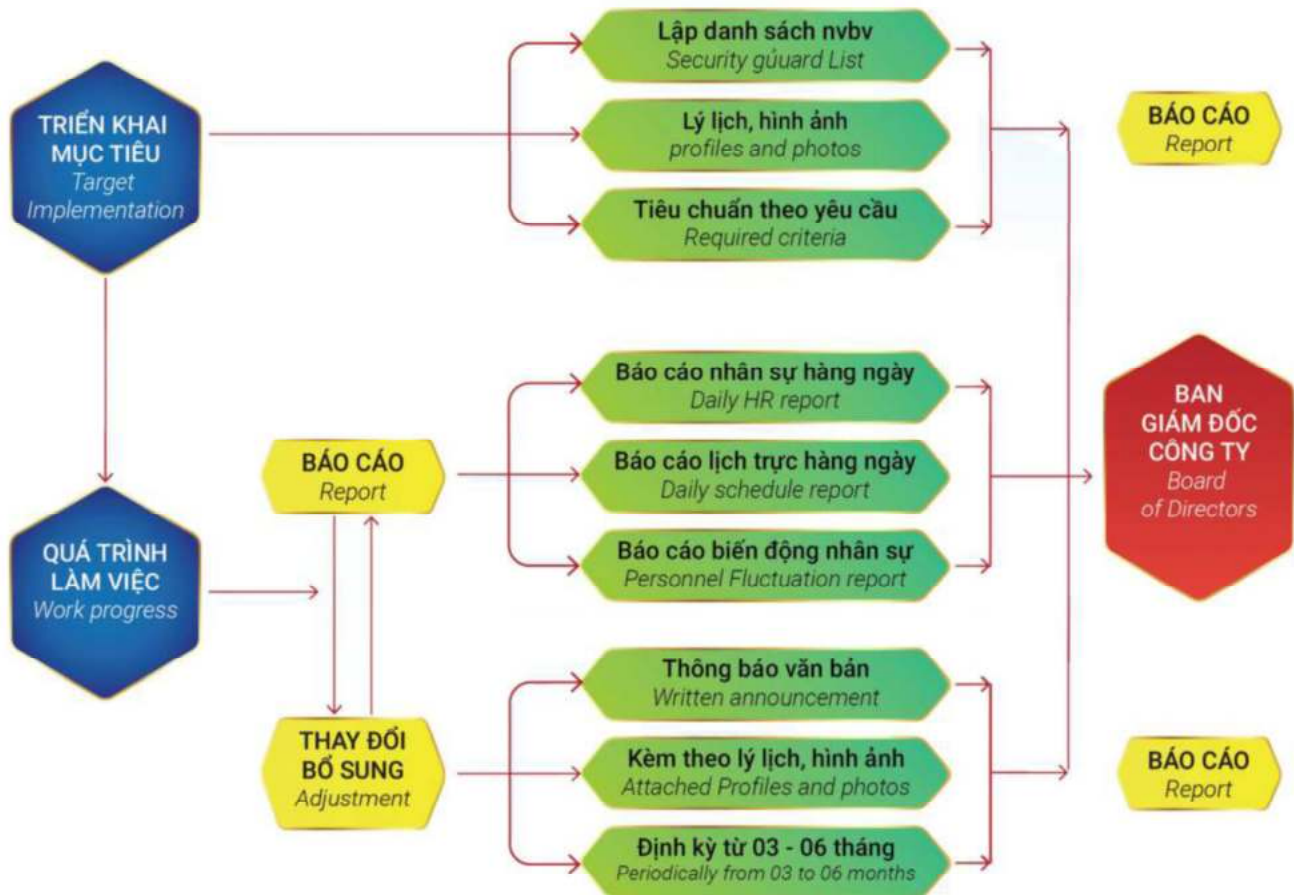 TRIỂN KHAI
MỤC TIÊU
Target
Implementation
Lập danh sách nvbv
Security gủuard List
Lý lịch, hình ảnh
profiles and photos
Tiêu chuẩn theo yêu cầu
Required criteria
BÁO CÁO
Report
QUÁ TRÌNH
LÀM VIỆC
Work progress
BÁO CÁO
Report
Báo cáo nhân sự hàng ngày
Daily HR report
Báo cáo lịch trực hàng ngày
Daily schedule report
Báo cáo biến động nhân sự
Personnel Fluctuation report
BAN
GIÁM ĐỐC
CÔNG TY
Board
of Directors
THAY ĐỔI
BỔ SUNG
Adjustment
Thông báo văn bản
Written announcement
Kèm theo lý lịch, hình ảnh
Attached Profiles and photos
Định kỳ từ 03 - 06 tháng
Periodically from 03 to 06 months
BÁO CÁO
Report